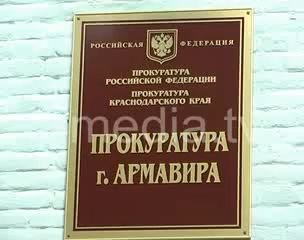 РОССИЙСКАЯ ФЕДЕРАЦИЯ
ПРОКУРАТУРА
РОССИЙСКОЙ ФЕДЕРАЦИИ
ПРОКУРАТУРА
КРАСНОДАРСКОГО КРАЯ
media.tv
ПРОКУРАТУРА
г. АРМАВИРА